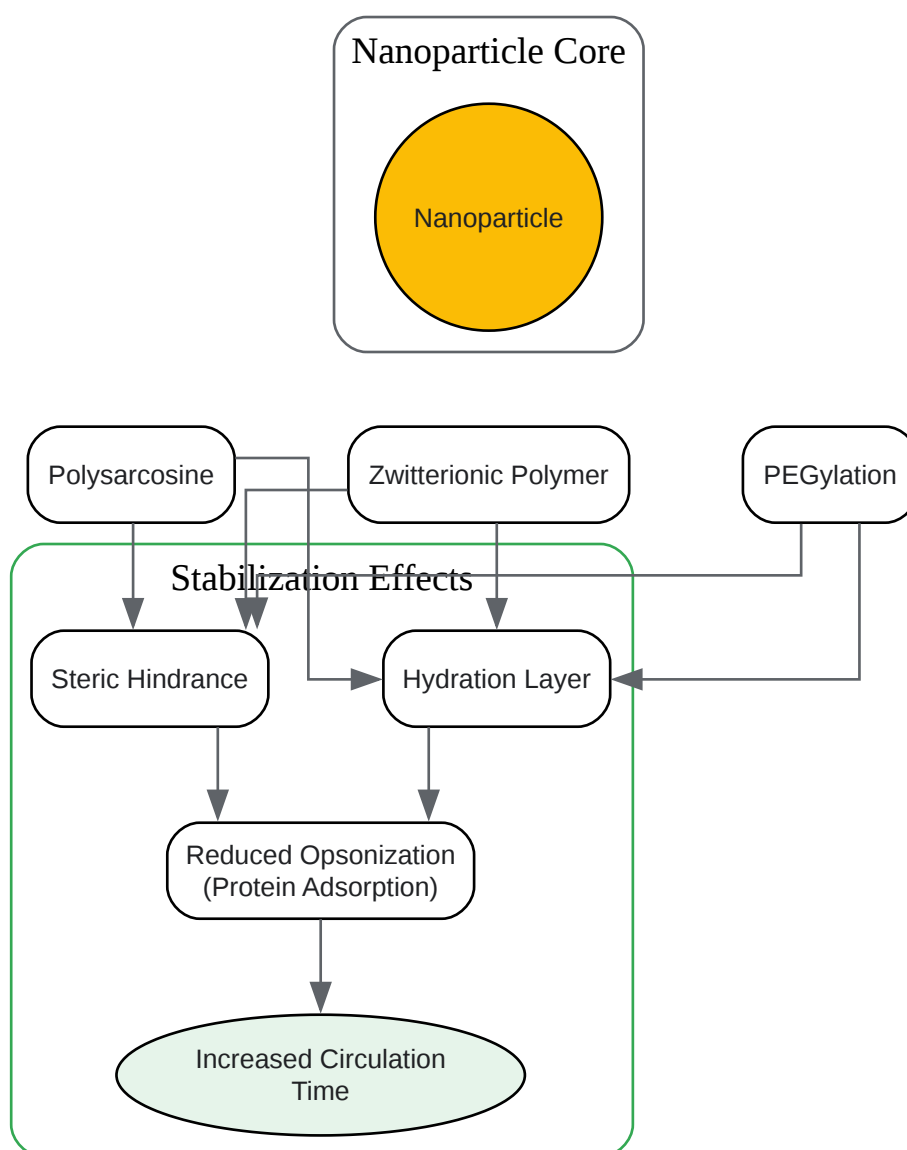 Nanoparticle Core
Nanoparticle
Polysarcosine
Zwitterionic Polymer
PEGylation
Stabilization Effects
Steric Hindrance
Hydration Layer
Reduced Opsonization
(Protein Adsorption)
Increased Circulation
Time